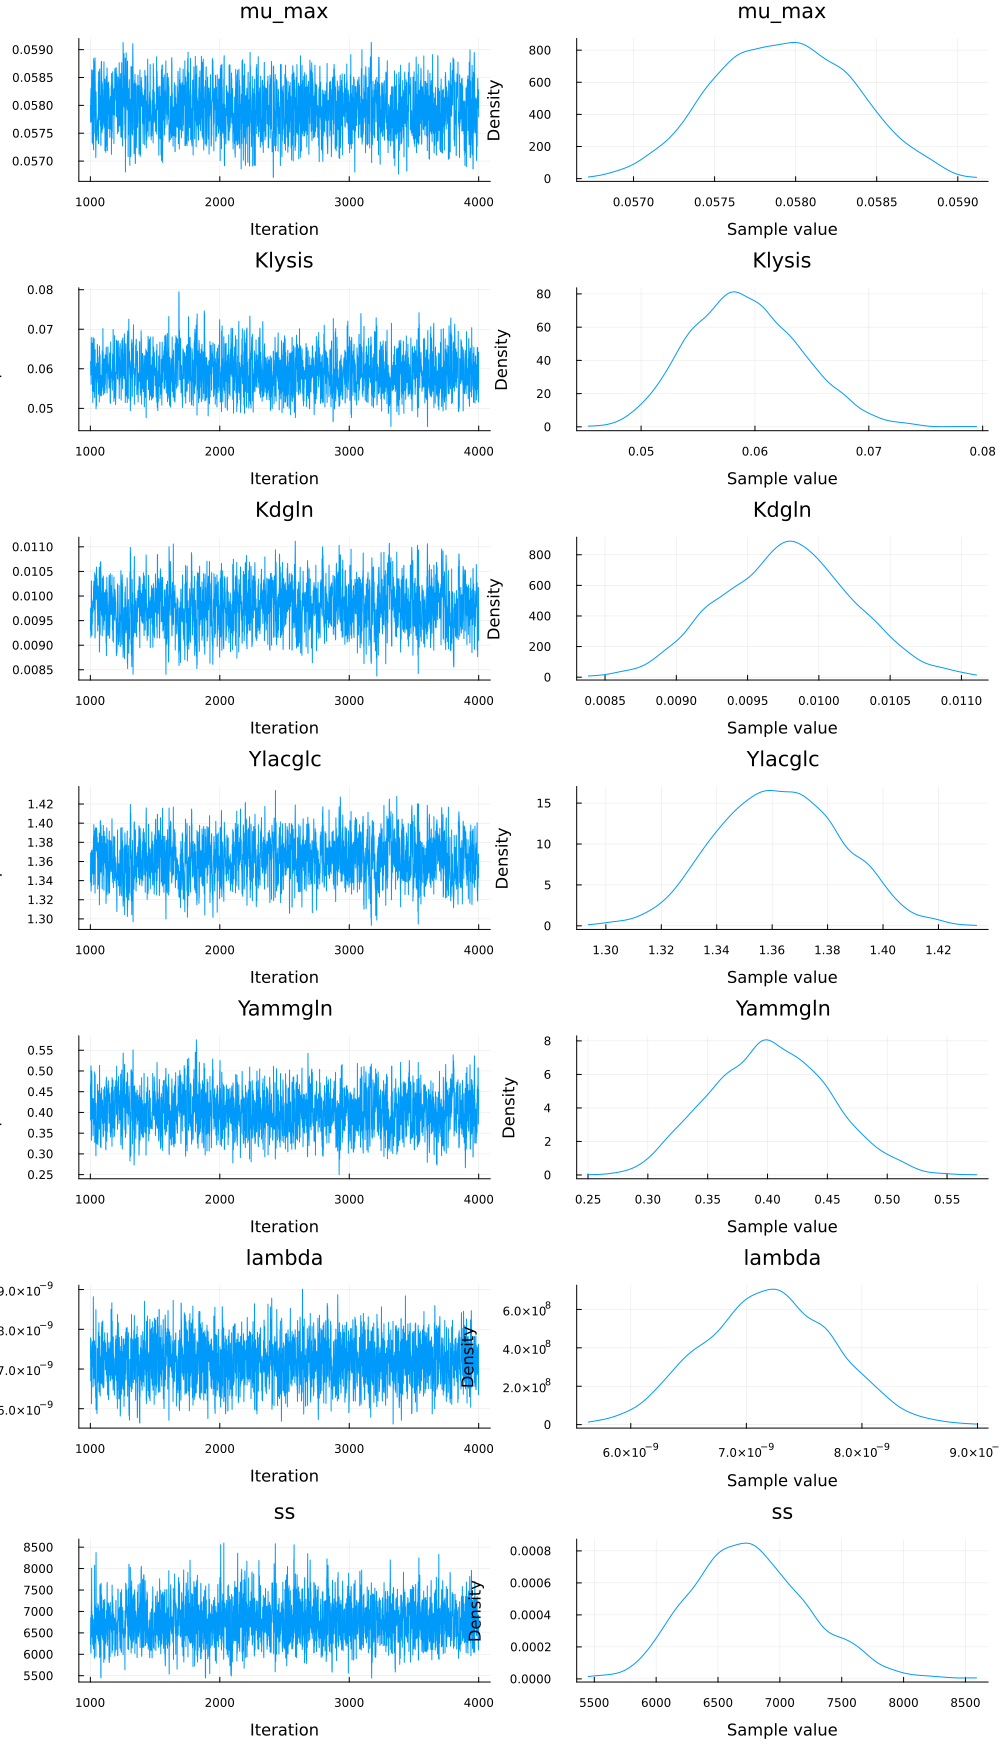 mu_max
mu_max
0.0590
0.0585
0.0580
0.0575
0.0570
1000 2000 3000 4000
Iteration
Density
800
600
400
200
0
0.0570 0.0575 0.0580 0.0585 0.0590
Sample value
Klysis
Klysis
0.08
0.07
0.06
0.05
1000 2000 3000 4000
Iteration
Density
80
60
40
20
0
0.05 0.06 0.07 0.08
Sample value
Kdgln
Kdgln
0.0110
0.0105
0.0100
0.0095
0.0090
0.0085
1000 2000 3000 4000
Iteration
Density
800
600
400
200
0
0.0085 0.0090 0.0095 0.0100 0.0105 0.0110
Sample value
Ylacglc
Ylacglc
1.42
1.40
1.38
1.36
1.34
1.32
1.30
1000 2000 3000 4000
Iteration
Density
15
10
5
0
1.30 1.32 1.34 1.36 1.38 1.40 1.42
Sample value
Yammgln
Yammgln
0.55
0.50
0.45
0.40
0.35
0.30
0.25
1000 2000 3000 4000
Iteration
Density
8
6
4
2
0
0.25 0.30 0.35 0.40 0.45 0.50 0.55
Sample value
lambda
lambda
9.0×10⁻⁹
8.0×10⁻⁹
7.0×10⁻⁹
6.0×10⁻⁹
1000 2000 3000 4000
Iteration
Density
6.0×10⁸
4.0×10⁸
2.0×10⁸
0
6.0×10⁻⁹ 7.0×10⁻⁹ 8.0×10⁻⁹ 9.0×10⁻
Sample value
ss
ss
8500
8000
7500
7000
6500
6000
5500
1000 2000 3000 4000
Iteration
Density
0.0008
0.0006
0.0004
0.0002
0.0000
5500 6000 6500 7000 7500 8000 8500
Sample value